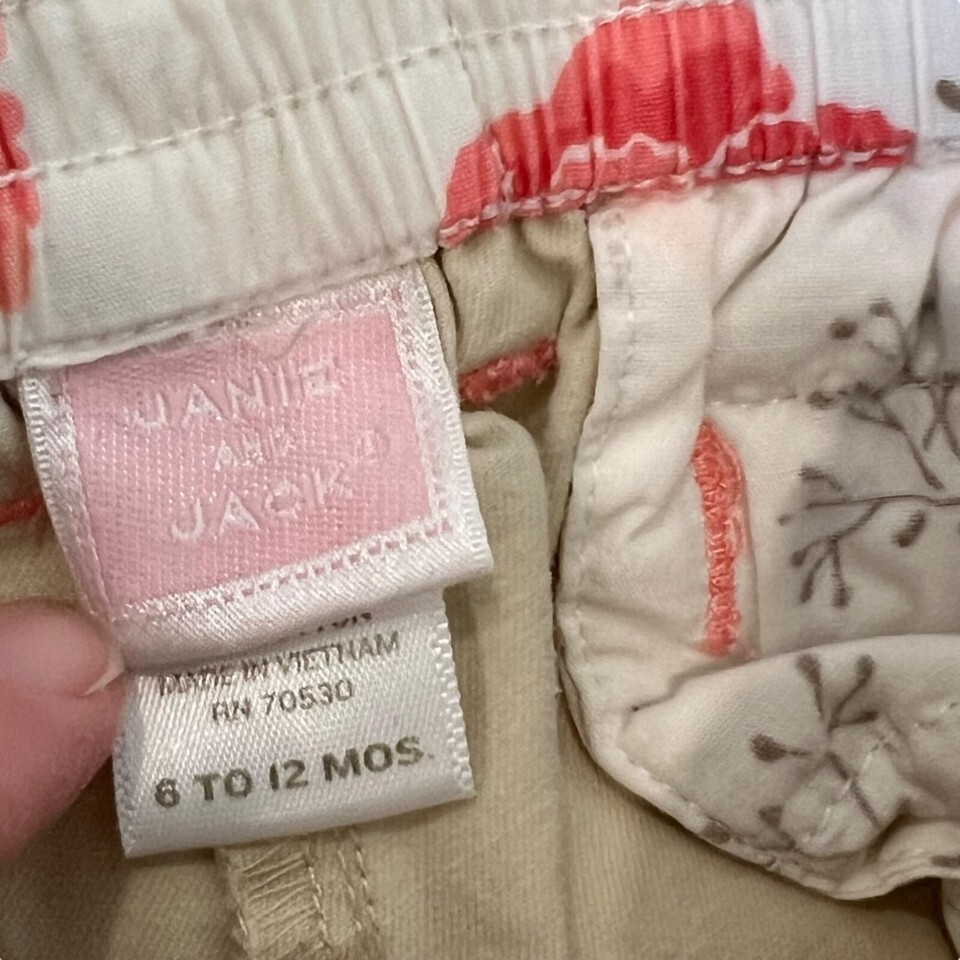 JANIE
AND
JACK®
MADE IN VIETNAM
RN 70530
6 TO 12 MOS.